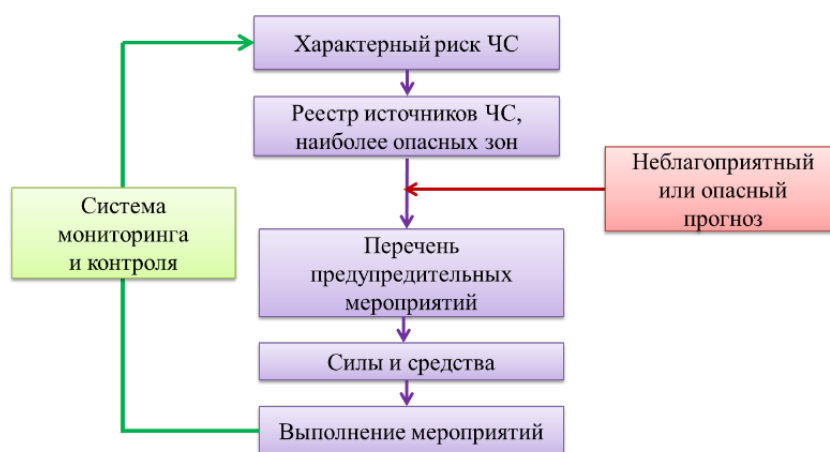 Характерный риск ЧС
Реестр источников ЧС,
наиболее опасных зон
Неблагоприятный
или опасный
прогноз
Система
мониторинга
и контроля
Перечень
предупредительных
мероприятий
Силы и средства
Выполнение мероприятий